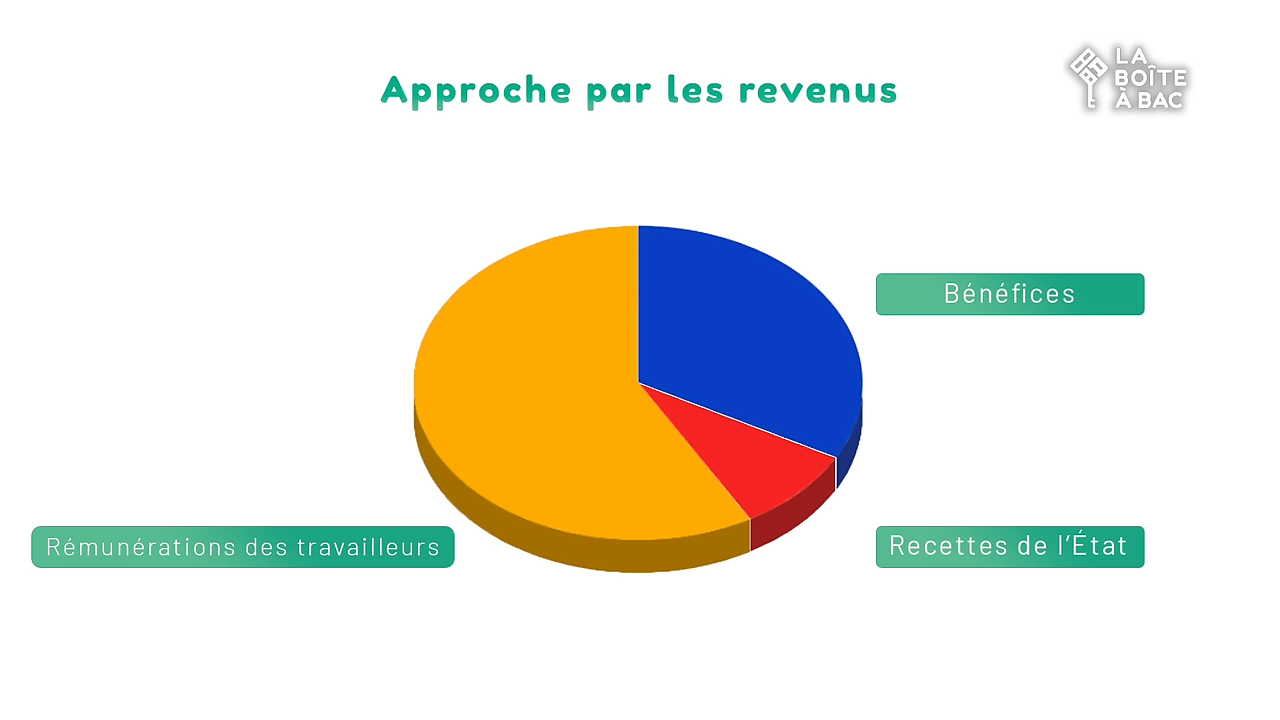 Approche par les revenus
LA
BOÎTE
À BAC
Bénéfices
Rémunérations des travailleurs
Recettes de l'État